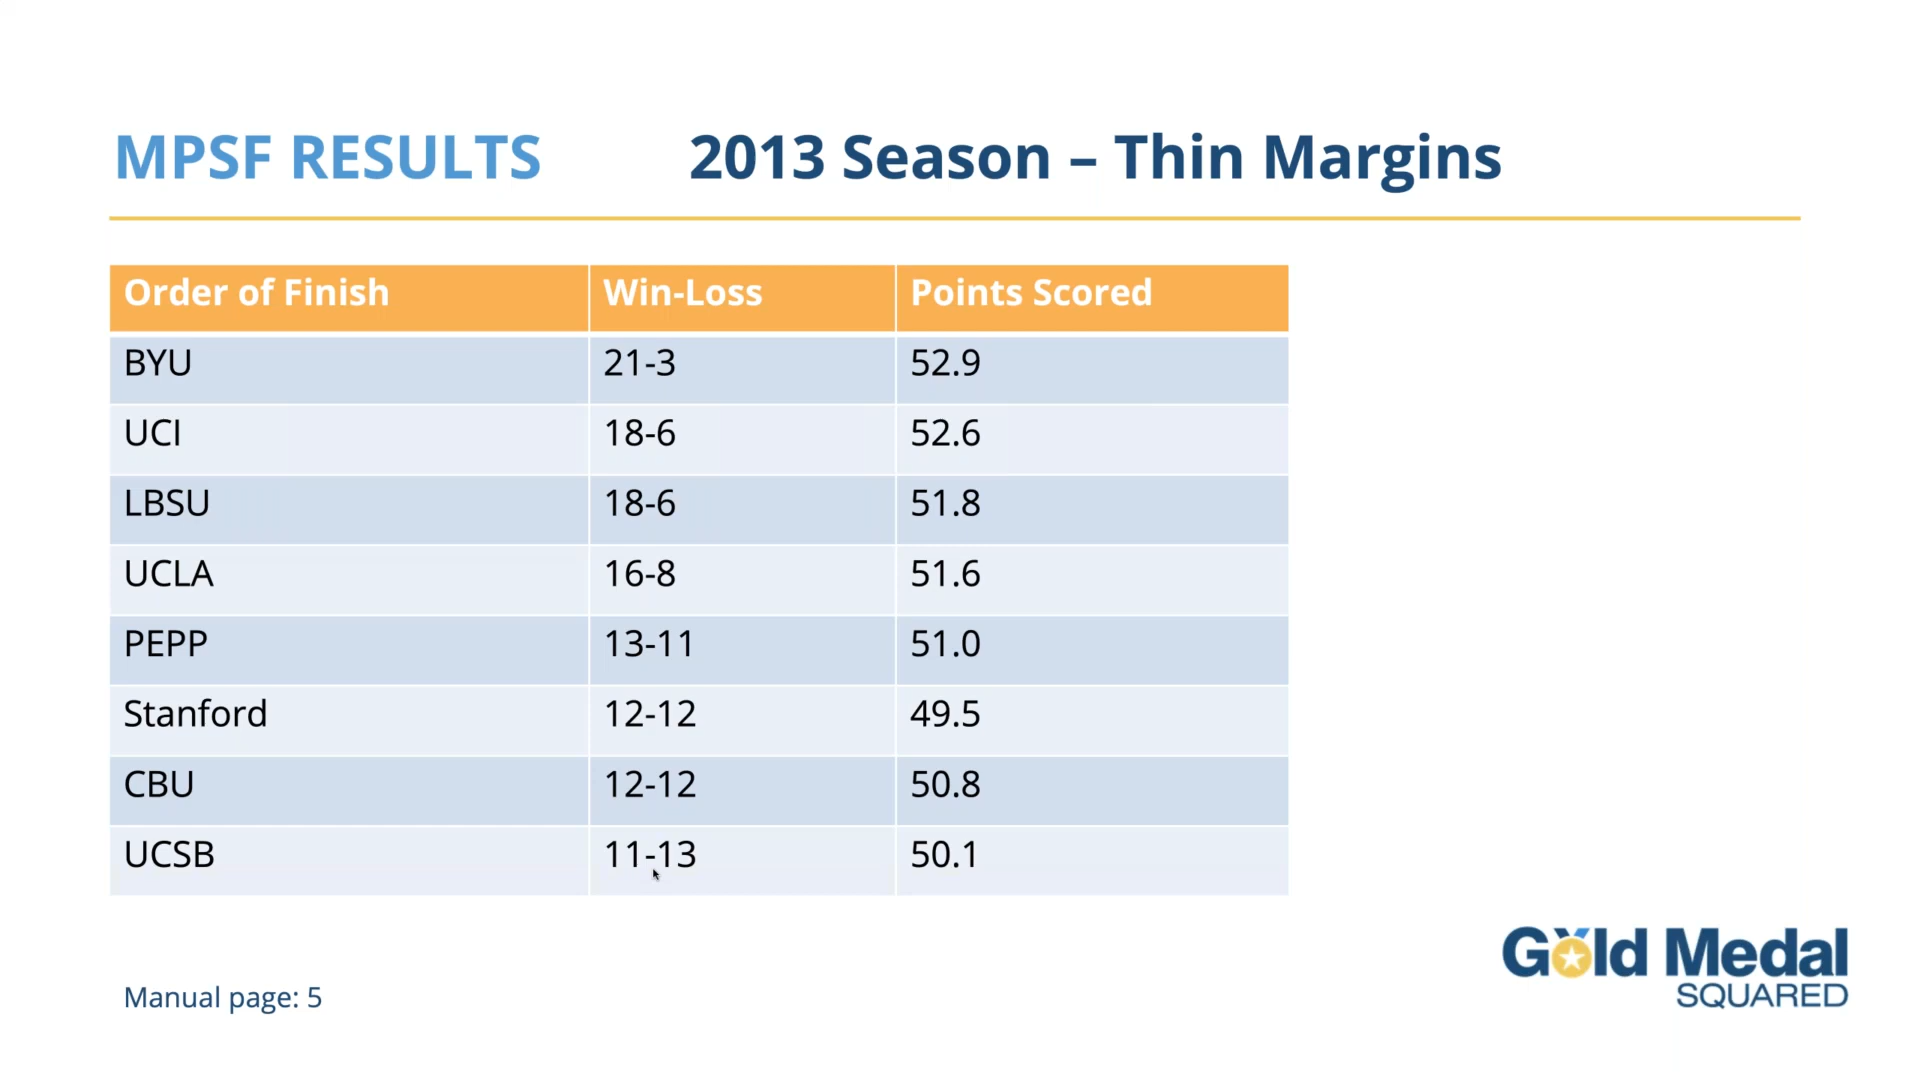 MPSF RESULTS 2013 Season – Thin Margins
Order of Finish Win-Loss Points Scored
BYU 21-3 52.9
UCI 18-6 52.6
LBSU 18-6 51.8
UCLA 16-8 51.6
PEPP 13-11 51.0
Stanford 12-12 49.5
CBU 12-12 50.8
UCSB 11-13 50.1
Gold Medal
SQUARED
Manual page: 5